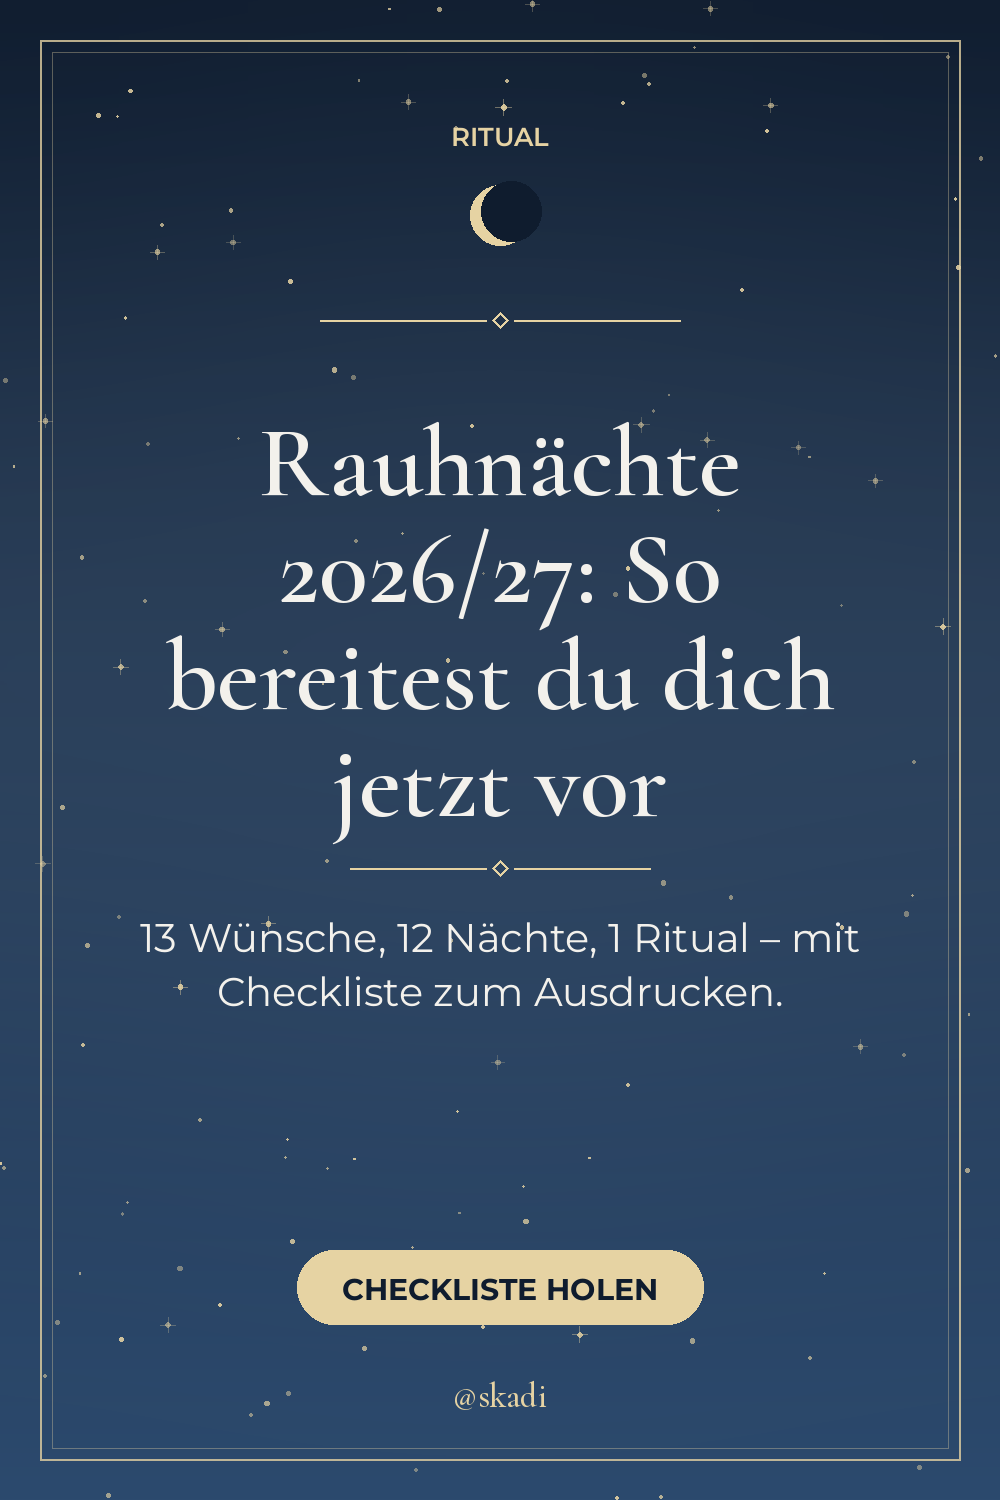 RITUAL
Rauhnächte
2026/27: So
bereitest du dich
jetzt vor
13 Wünsche, 12 Nächte, 1 Ritual – mit
Checkliste zum Ausdrucken.
CHECKLISTE HOLEN
@skadi